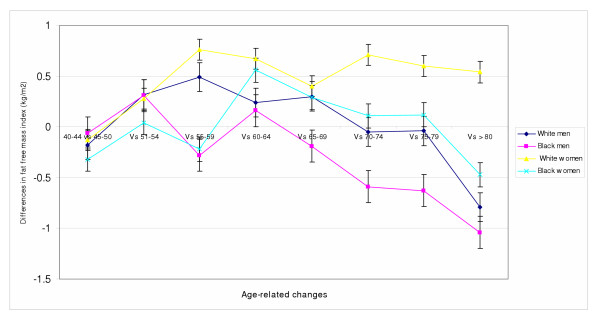 1
0.5
0
-0.5
-1
-1.5
Differences in fat free mass index (kg/m2)
40-44 Vs 45-50 Vs 51-54 Vs 55-59 Vs 60-64 Vs 65-69 Vs 70-74 Vs 75-79 Vs > 80
Age-related changes
White men
Black men
White women
Black women